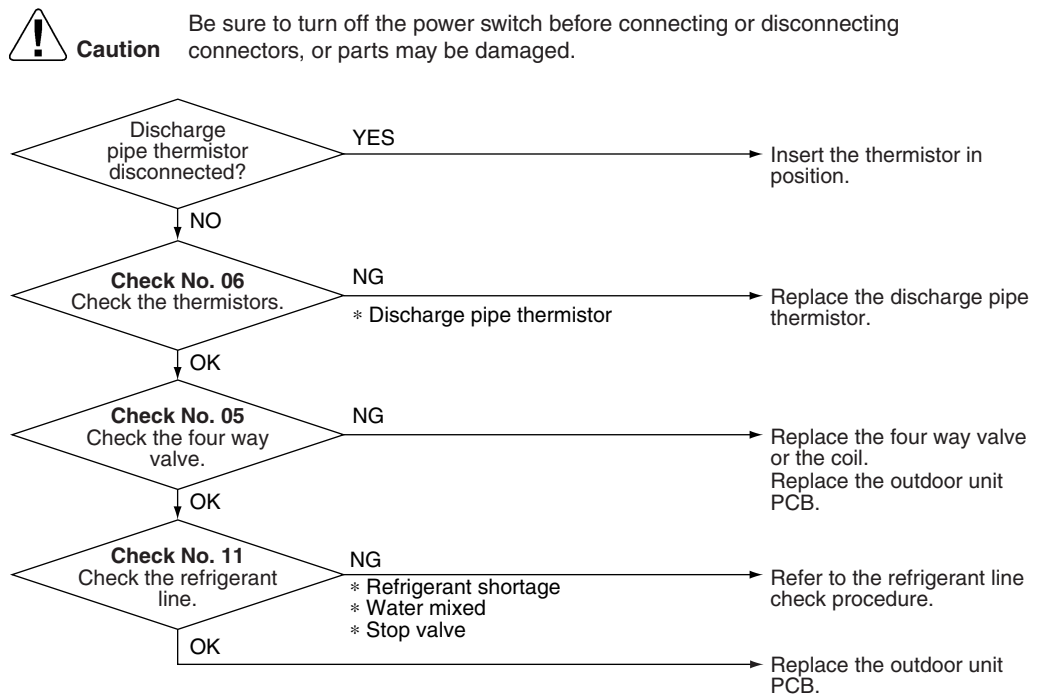 Caution
Be sure to turn off the power switch before connecting or disconnecting
connectors, or parts may be damaged.
Discharge
pipe thermistor
disconnected?
YES
Insert the thermistor in
position.
NO
Check No. 06
Check the thermistors.
NG
* Discharge pipe thermistor
Replace the discharge pipe
thermistor.
OK
Check No. 05
Check the four way
valve.
NG
Replace the four way valve
or the coil.
Replace the outdoor unit
PCB.
OK
Check No. 11
Check the refrigerant
line.
NG
* Refrigerant shortage
* Water mixed
* Stop valve
Refer to the refrigerant line
check procedure.
OK
Replace the outdoor unit
PCB.